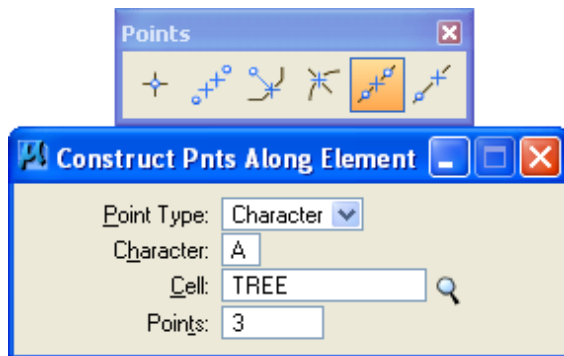 Points
Construct Pnts Along Element
Point Type: Character
Character: A
Cell: TREE
Points: 3